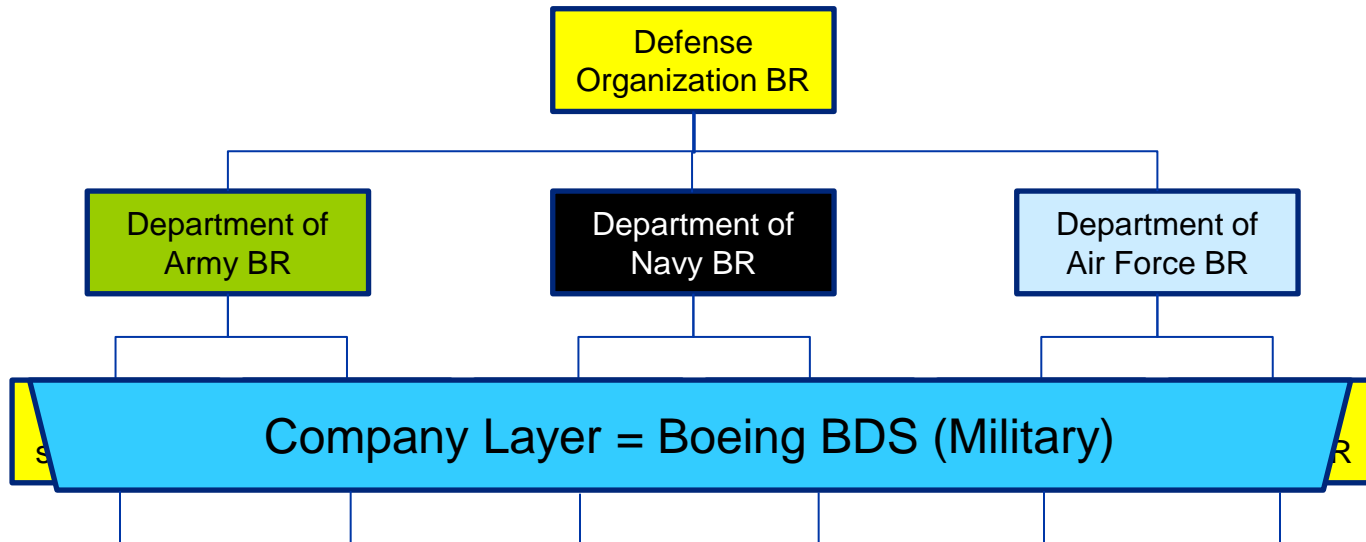 Defense
Organization BR
Department of
Army BR
Department of
Navy BR
Department of
Air Force BR
Company Layer = Boeing BDS (Military)